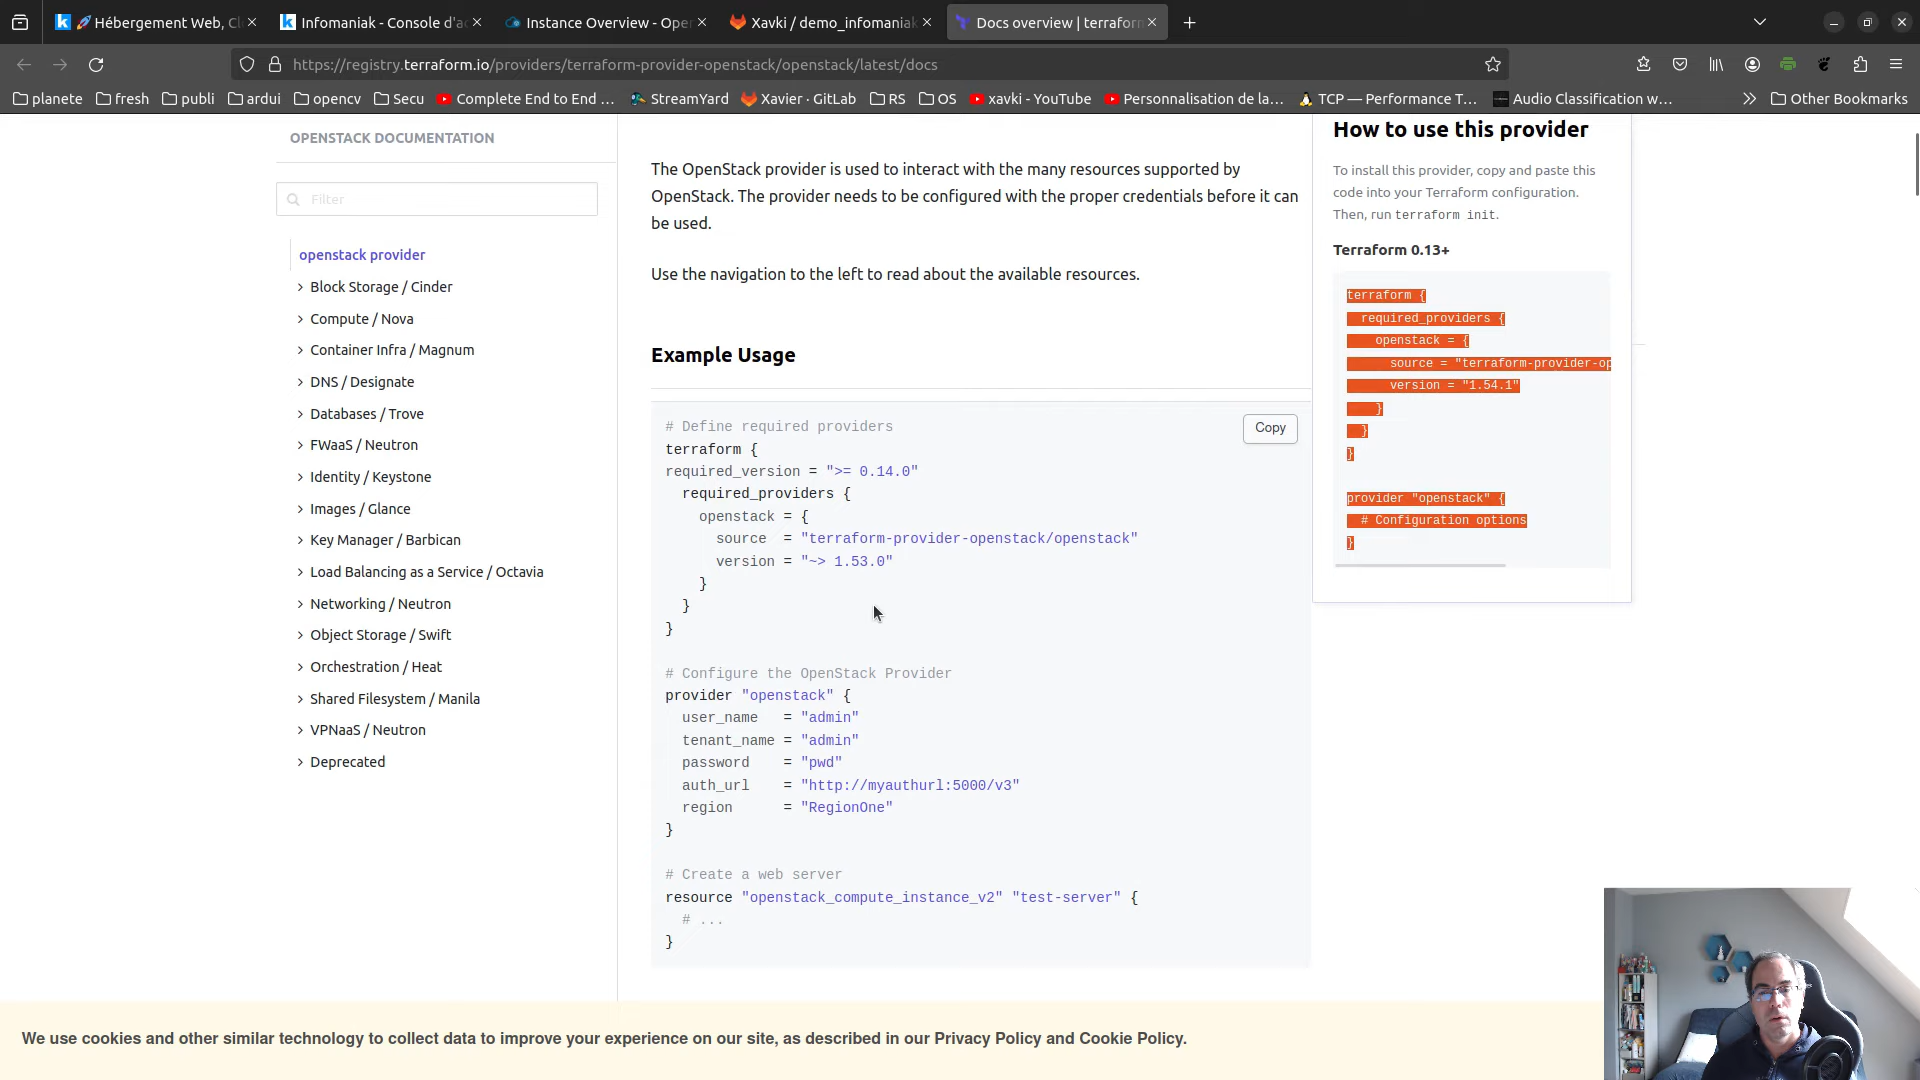 Hébergement Web, Cl
Infomaniak - Console d'ac
Instance Overview - Open
Xavki / demo_infomaniak
Docs overview | terraform
https://registry.terraform.io/providers/terraform-provider-openstack/openstack/latest/docs
planete
fresh
publi
ardui
opencv
Secu
Complete End to End ...
StreamYard
Xavier · GitLab
RS
OS
xavki - YouTube
Personnalisation de la...
TCP — Performance T...
Audio Classification w...
Other Bookmarks
OPENSTACK DOCUMENTATION
Filter
openstack provider
Block Storage / Cinder
Compute / Nova
Container Infra / Magnum
DNS / Designate
Databases / Trove
FWaaS / Neutron
Identity / Keystone
Images / Glance
Key Manager / Barbican
Load Balancing as a Service / Octavia
Networking / Neutron
Object Storage / Swift
Orchestration / Heat
Shared Filesystem / Manila
VPNaaS / Neutron
Deprecated
The OpenStack provider is used to interact with the many resources supported by
OpenStack. The provider needs to be configured with the proper credentials before it can
be used.
Use the navigation to the left to read about the available resources.
Example Usage
Copy
# Define required providers
terraform {
required_version = ">= 0.14.0"
  required_providers {
    openstack = {
      source  = "terraform-provider-openstack/openstack"
      version = "~> 1.53.0"
    }
  }
}
# Configure the OpenStack Provider
provider "openstack" {
  user_name   = "admin"
  tenant_name = "admin"
  password    = "pwd"
  auth_url    = "http://myauthurl:5000/v3"
  region      = "RegionOne"
}
# Create a web server
resource "openstack_compute_instance_v2" "test-server" {
  # ...
}
How to use this provider
To install this provider, copy and paste this
code into your Terraform configuration.
Then, run terraform init.
Terraform 0.13+
terraform {
  required_providers {
    openstack = {
      source = "terraform-provider-op
      version = "1.54.1"
    }
  }
}
provider "openstack" {
  # Configuration options
}
We use cookies and other similar technology to collect data to improve your experience on our site, as described in our Privacy Policy and Cookie Policy.